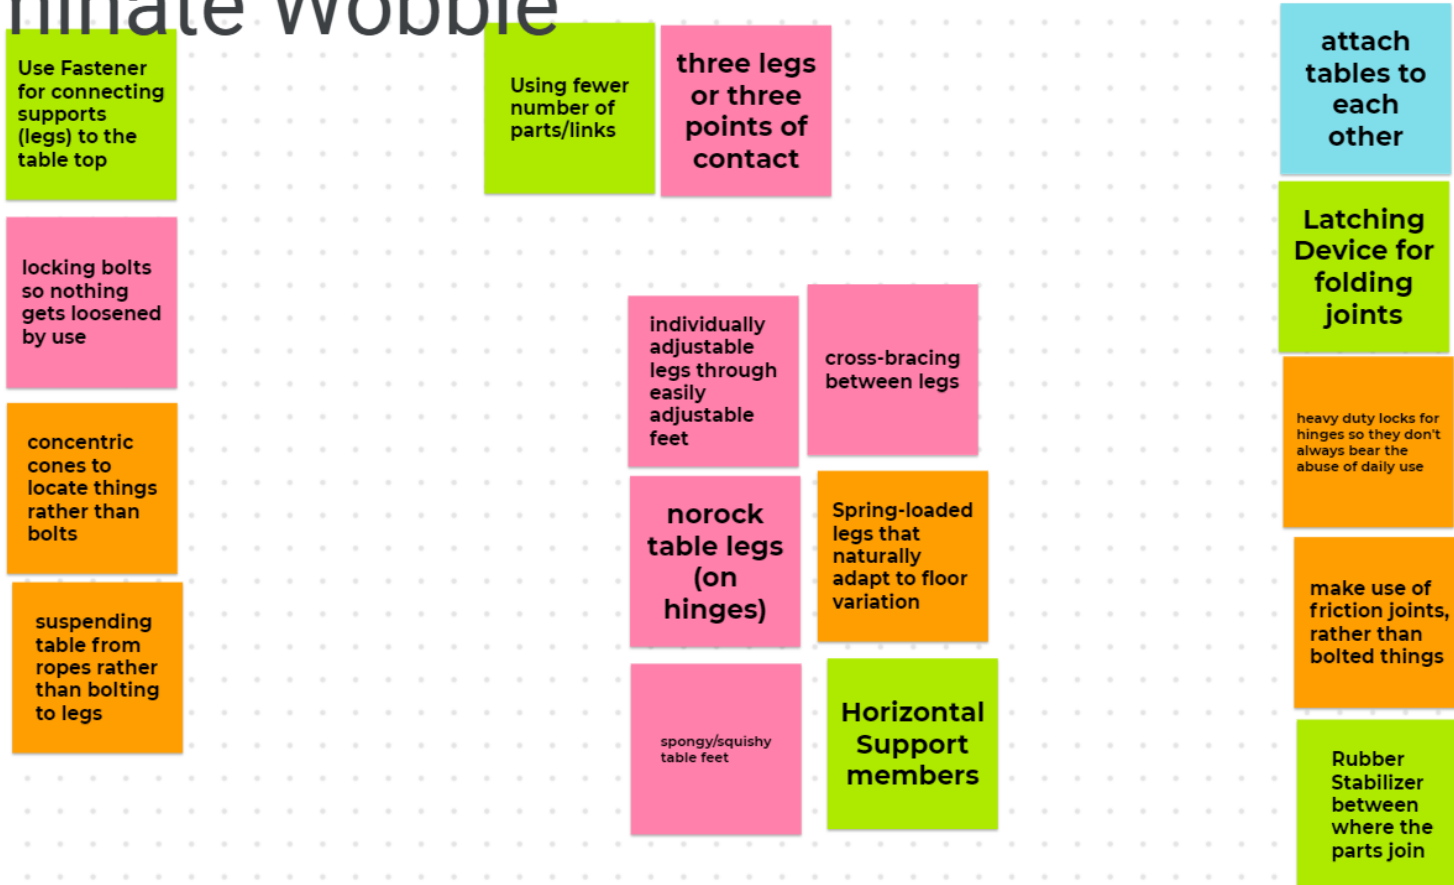 ninate Wobble
Use Fastener
for connecting
supports
(legs) to the
table top
locking bolts
so nothing
gets loosened
by use
concentric
cones to
locate things
rather than
bolts
suspending
table from
ropes rather
than bolting
to legs
Using fewer
number of
parts/links
three legs
or three
points of
contact
individually
adjustable
legs through
easily
adjustable
feet
cross-bracing
between legs
norock
table legs
(on
hinges)
Spring-loaded
legs that
naturally
adapt to floor
variation
spongy/squishy
table feet
Horizontal
Support
members
attach
tables to
each
other
Latching
Device for
folding
joints
heavy duty locks for
hinges so they don't
always bear the
abuse of daily use
make use of
friction joints,
rather than
bolted things
Rubber
Stabilizer
between
where the
parts join